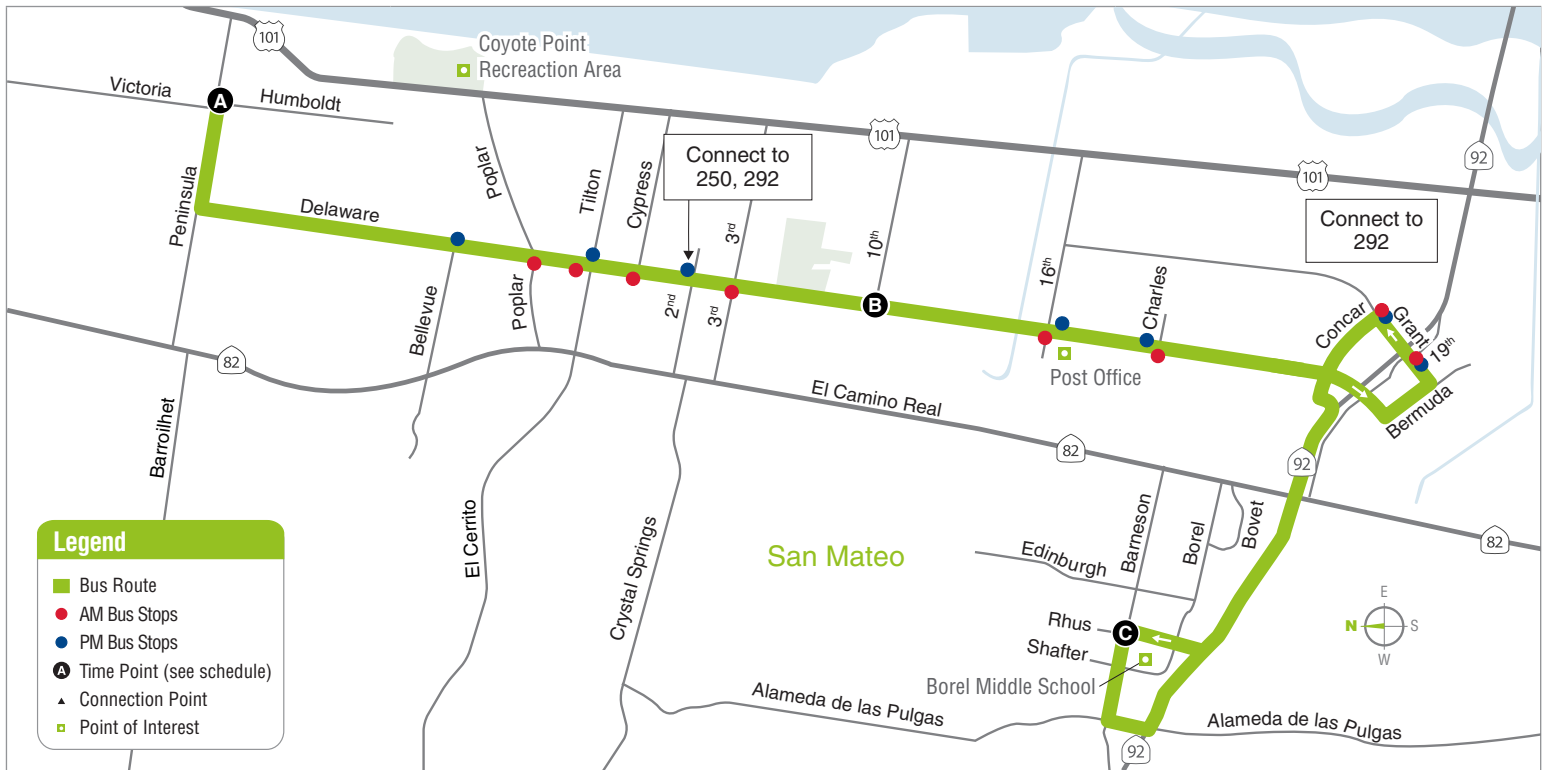 101
Coyote Point
Recreaction Area
Victoria
A
Humboldt
Peninsula
Delaware
Poplar
Tilton
Cypress
Connect to
250, 292
3rd
101
10th
101
92
Connect to
292
16th
Charles
Concar
Grant
19th
Bermuda
Bellevue
Poplar
2nd
3rd
B
Post Office
82
El Camino Real
82
92
82
Barroilhet
El Cerrito
Crystal Springs
San Mateo
Edinburgh
Barneson
Borel
Bovet
Rhus
C
Shafter
Borel Middle School
Alameda de las Pulgas
Alameda de las Pulgas
92
E
N
S
W
Legend
Bus Route
AM Bus Stops
PM Bus Stops
A Time Point (see schedule)
Connection Point
Point of Interest